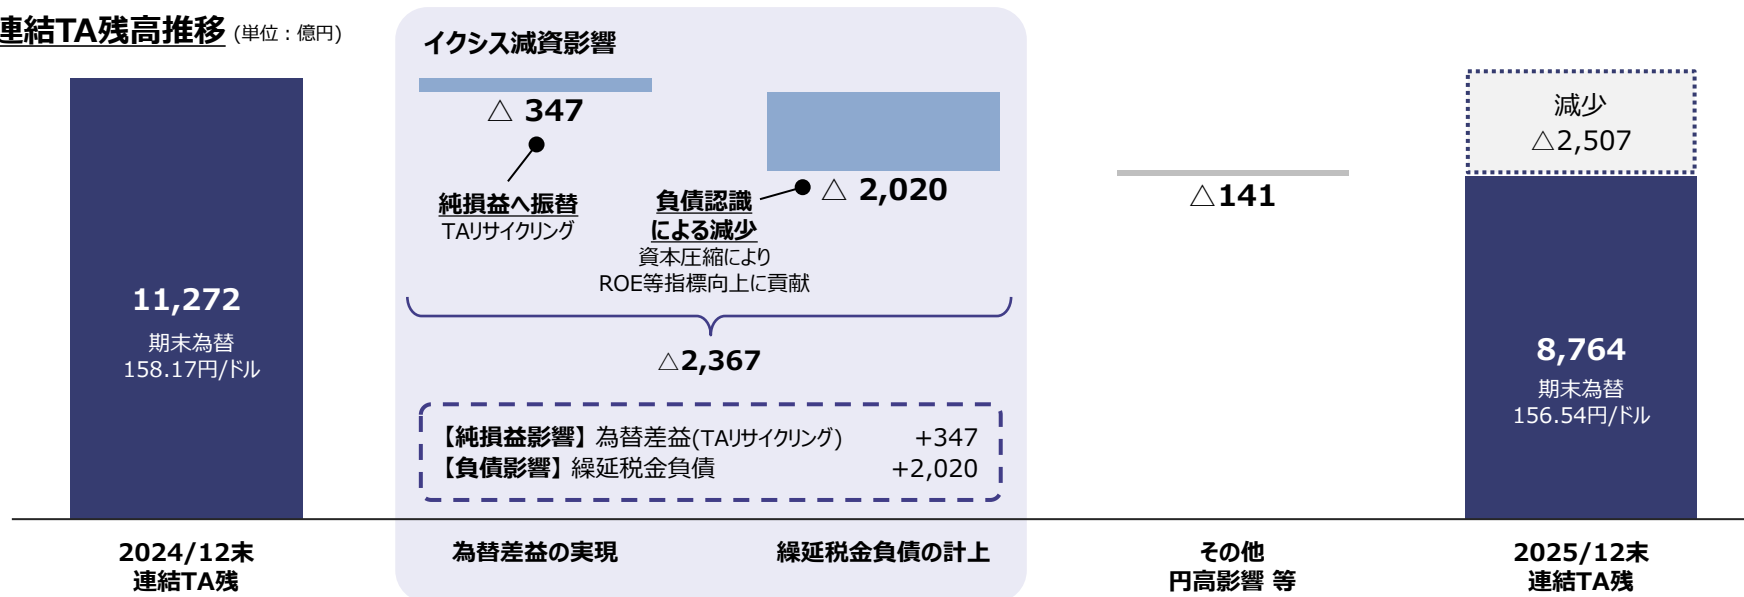 連結TA残高推移 (単位：億円)
11,272
期末為替
158.17円/ドル
イクシス減資影響
△ 347
純損益へ振替
TAリサイクリング
△ 2,020
負債認識
による減少
資本圧縮により
ROE等指標向上に貢献
△2,367
【純損益影響】為替差益(TAリサイクリング) +347
【負債影響】繰延税金負債 +2,020
△141
減少
△2,507
8,764
期末為替
156.54円/ドル
2024/12末
連結TA残
為替差益の実現
繰延税金負債の計上
その他
円高影響 等
2025/12末
連結TA残